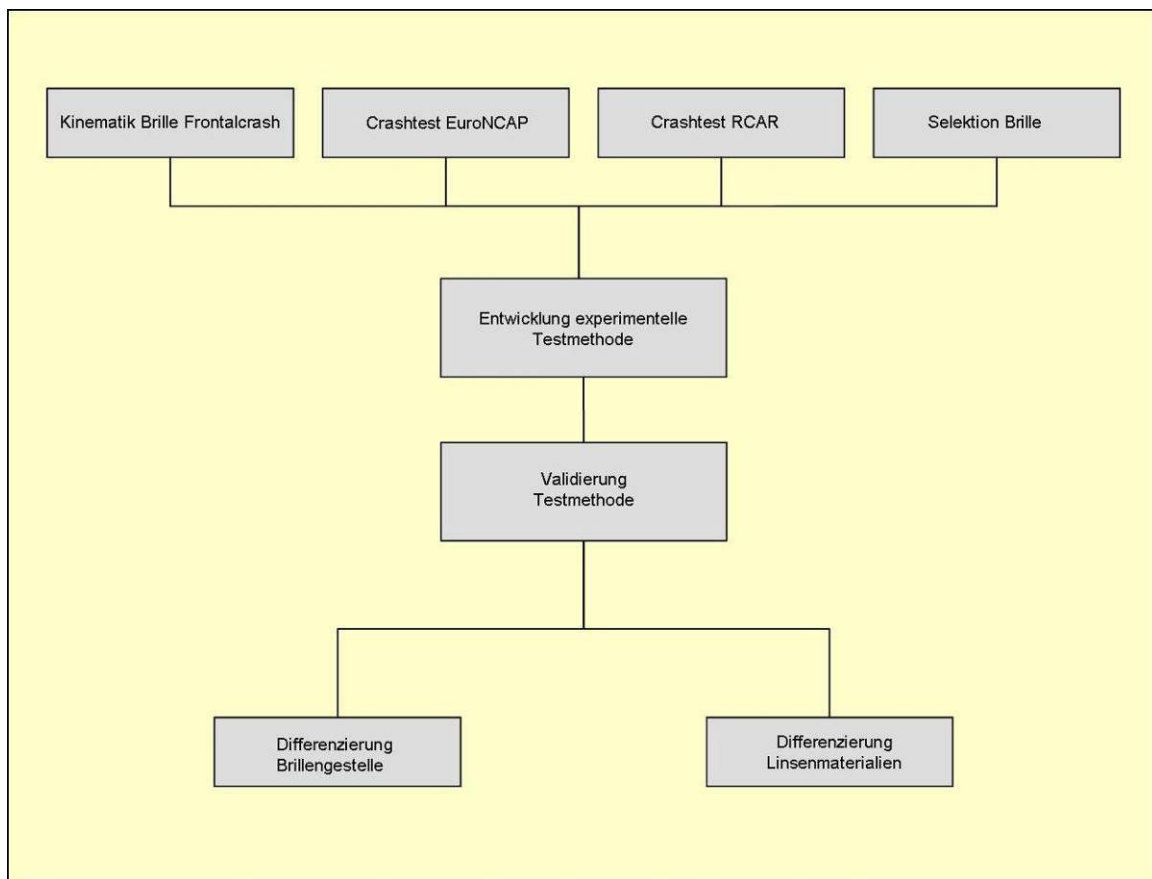 Kinematik Brille Frontalcrash
Crashtest EuroNCAP
Crashtest RCAR
Selektion Brille
Entwicklung experimentelle
Testmethode
Validierung
Testmethode
Differenzierung
Brillengestelle
Differenzierung
Linsenmaterialien